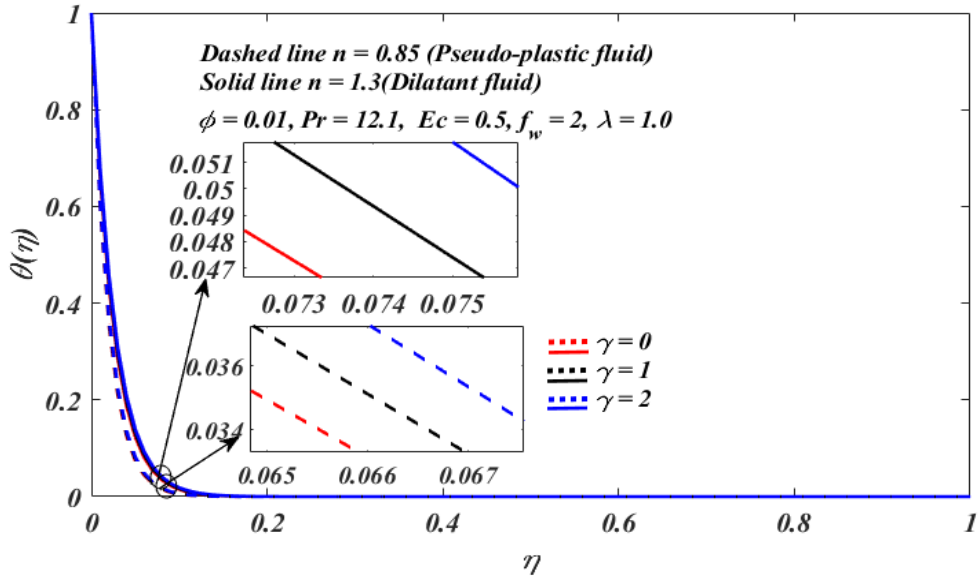 1
Dashed line n = 0.85 (Pseudo-plastic fluid)
Solid line n = 1.3(Dilatant fluid)
ϕ = 0.01, Pr = 12.1, Ec = 0.5, f_w = 2, λ = 1.0
0.8
0.051
0.05
0.049
0.048
0.047
0.6
θ(η)
0.073 0.074 0.075
0.4
0.036
0.034
γ = 0
γ = 1
γ = 2
0.2
0.065 0.066 0.067
0
0 0.2 0.4 0.6 0.8 1
η